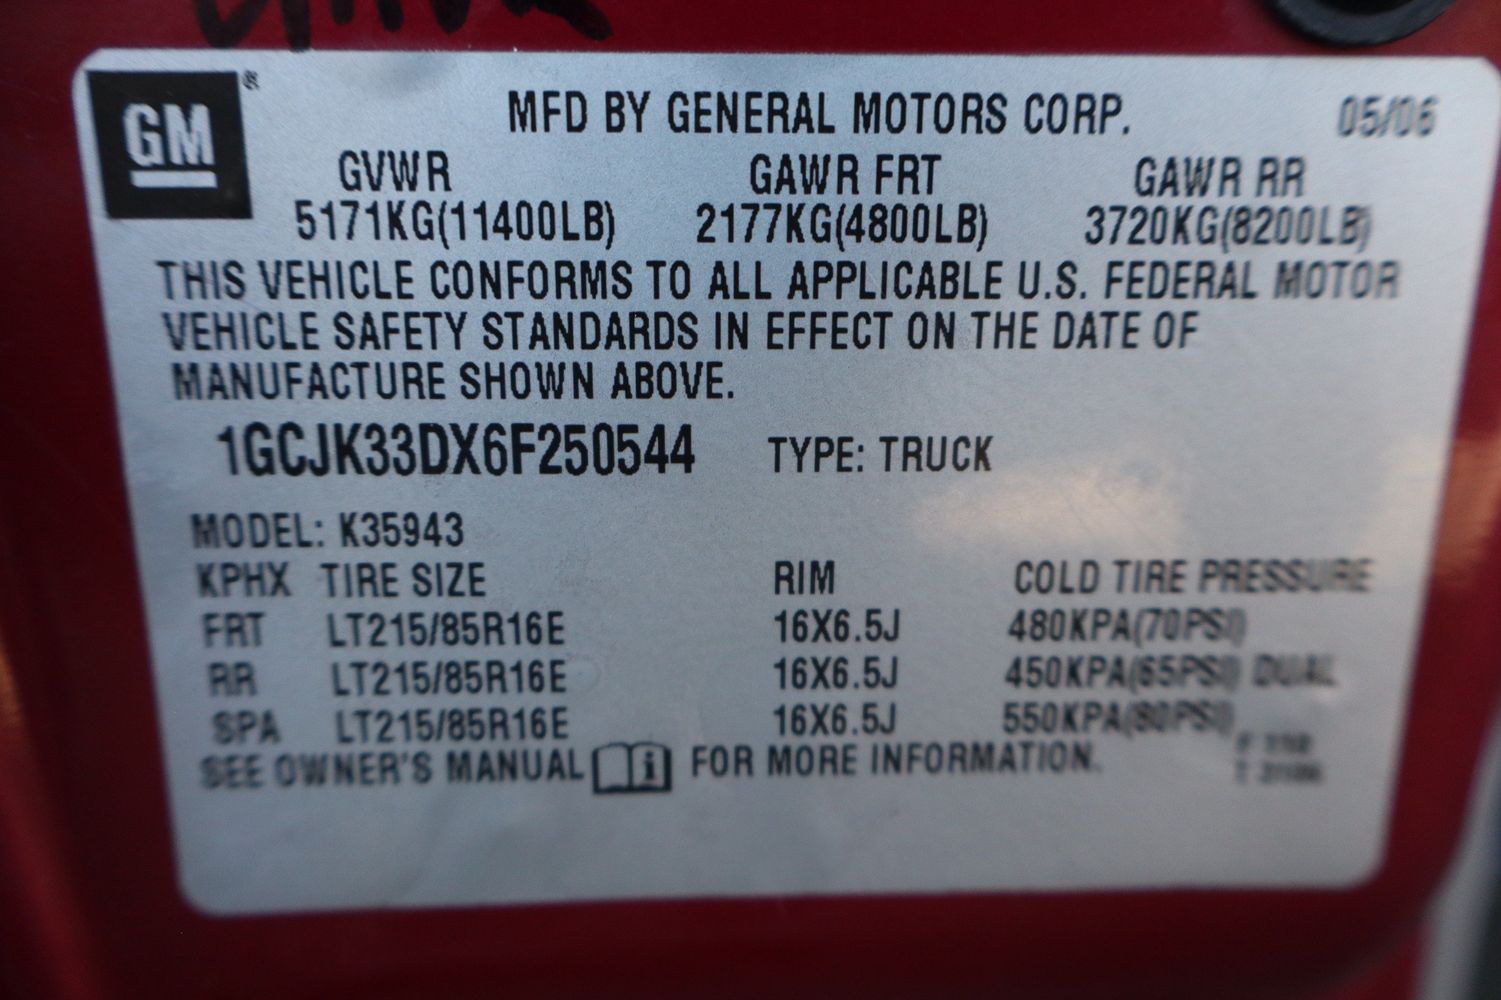 GM ®
MFD BY GENERAL MOTORS CORP. 05/06
GVWR GAWR FRT GAWR RR
5171KG(11400LB) 2177KG(4800LB) 3720KG(8200LB)
THIS VEHICLE CONFORMS TO ALL APPLICABLE U.S. FEDERAL MOTOR
VEHICLE SAFETY STANDARDS IN EFFECT ON THE DATE OF
MANUFACTURE SHOWN ABOVE.
1GCJK33DX6F250544 TYPE: TRUCK
MODEL: K35943
KPHX TIRE SIZE RIM COLD TIRE PRESSURE
FRT LT215/85R16E 16X6.5J 480KPA(70PSI)
RR LT215/85R16E 16X6.5J 450KPA(65PSI) DUAL
SPA LT215/85R16E 16X6.5J 550KPA(80PSI)
SEE OWNER'S MANUAL i FOR MORE INFORMATION.